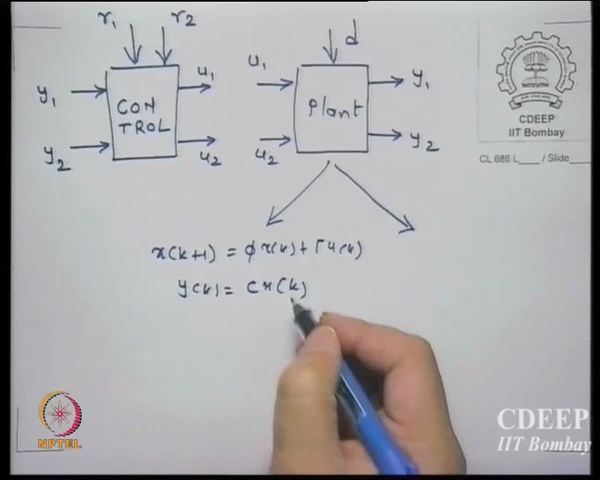 r₁ r₂
y₁ CON TROL u₁
y₂ u₂
d
u₁ Plant y₁
u₂ y₂
x(k+1) = φx(k) + Γu(k)
y(k) = Cx(k)
CDEEP
IIT Bombay
CL 686 L___ / Slide___
NPTEL
CDEEP
IIT Bombay